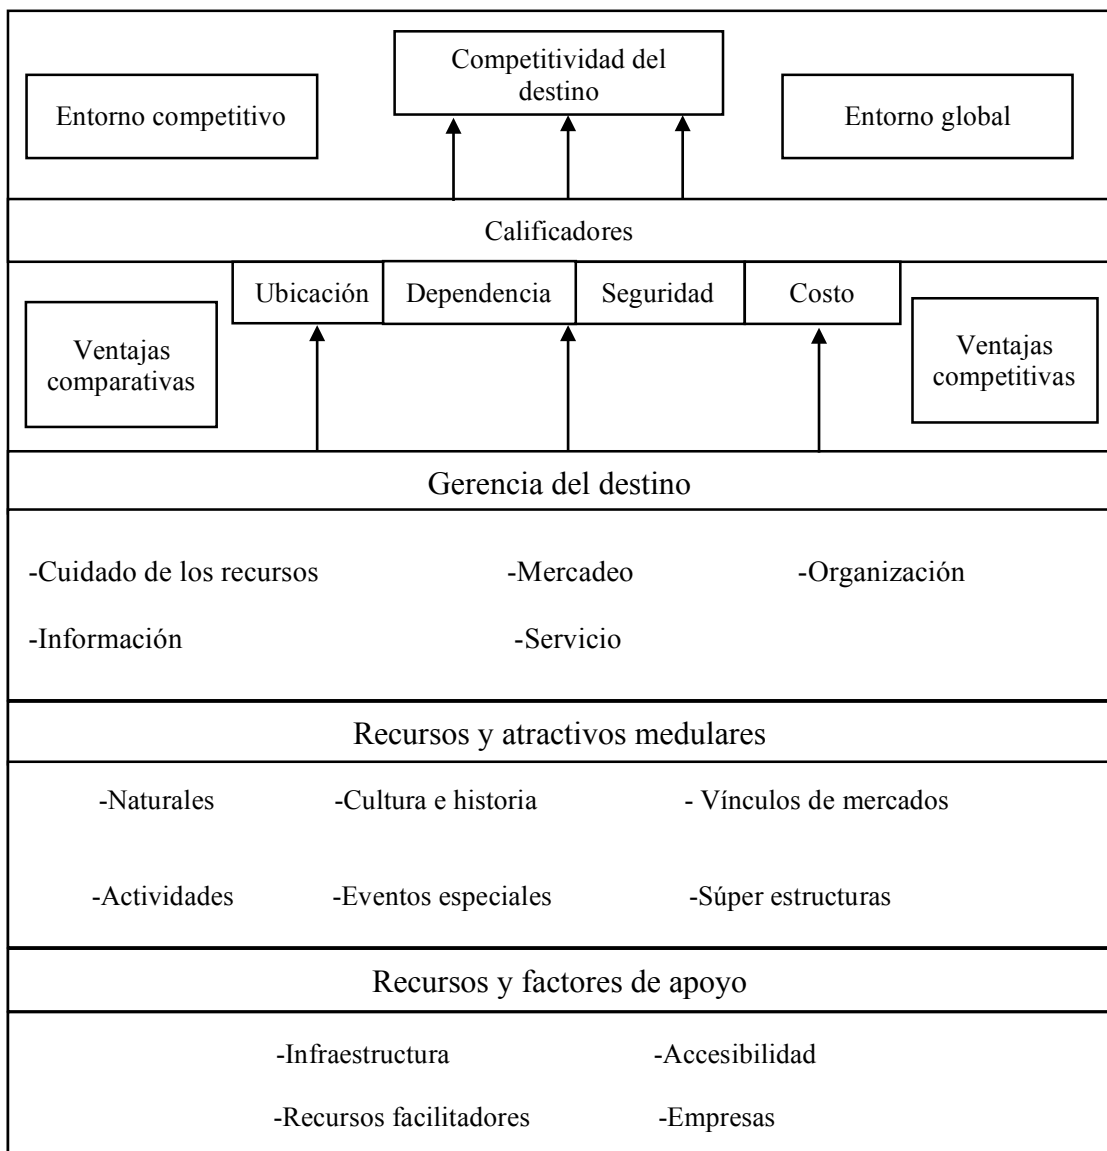 Competitividad del
destino
Entorno competitivo
Entorno global
Calificadores
Ubicación
Dependencia
Seguridad
Costo
Ventajas
comparativas
Ventajas
competitivas
Gerencia del destino
-Cuidado de los recursos
-Mercadeo
-Organización
-Información
-Servicio
Recursos y atractivos medulares
-Naturales
-Cultura e historia
- Vínculos de mercados
-Actividades
-Eventos especiales
-Súper estructuras
Recursos y factores de apoyo
-Infraestructura
-Accesibilidad
-Recursos facilitadores
-Empresas